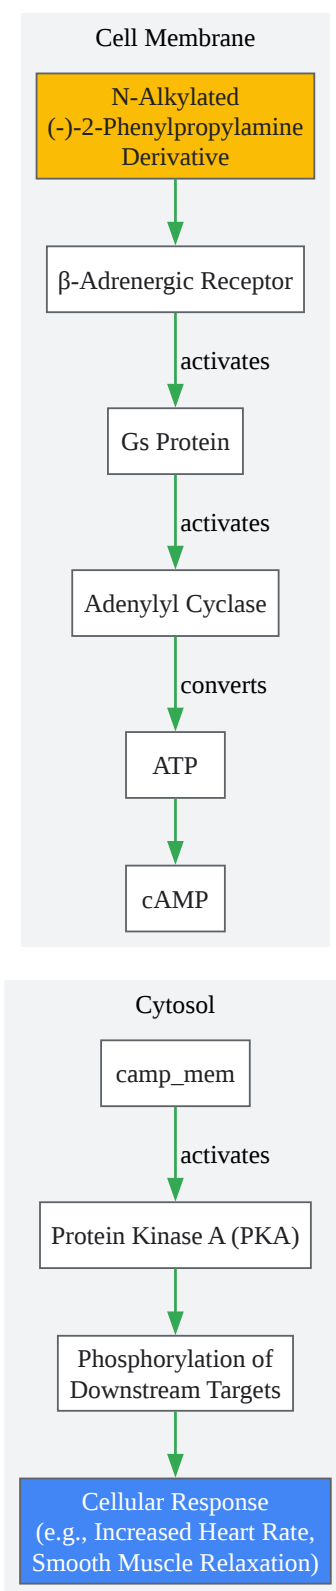 Cell Membrane
N-Alkylated
(-)-2-Phenylpropylamine
Derivative
β-Adrenergic Receptor
activates
Gs Protein
activates
Adenylyl Cyclase
converts
ATP
cAMP
Cytosol
camp_mem
activates
Protein Kinase A (PKA)
Phosphorylation of
Downstream Targets
Cellular Response
(e.g., Increased Heart Rate,
Smooth Muscle Relaxation)